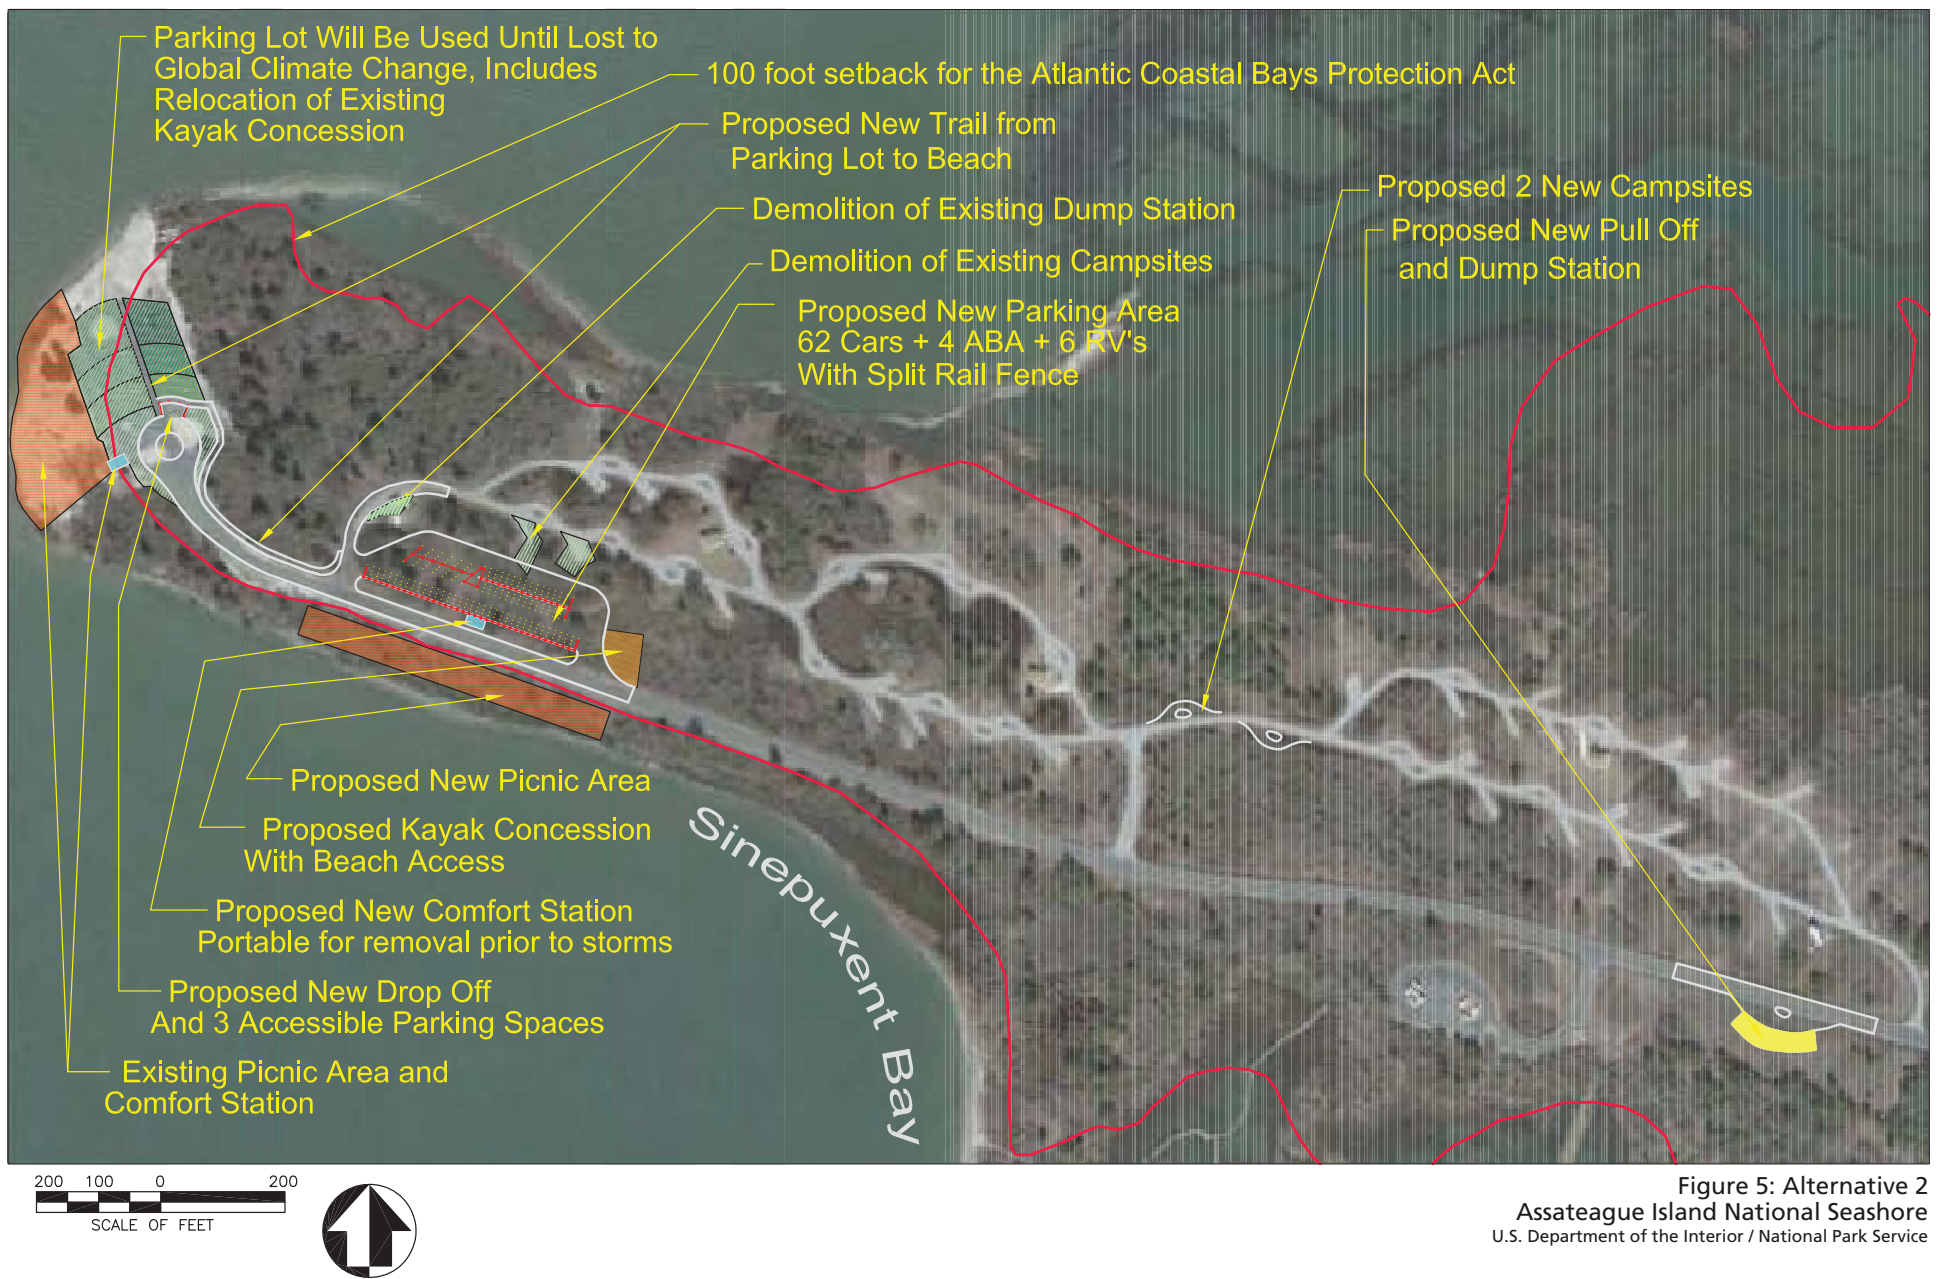 Parking Lot Will Be Used Until Lost to
Global Climate Change, Includes
Relocation of Existing
Kayak Concession
100 foot setback for the Atlantic Coastal Bays Protection Act
Proposed New Trail from
Parking Lot to Beach
Demolition of Existing Dump Station
Demolition of Existing Campsites
Proposed New Parking Area
62 Cars + 4 ABA + 6 RV's
With Split Rail Fence
Proposed 2 New Campsites
Proposed New Pull Off
and Dump Station
Proposed New Picnic Area
Proposed Kayak Concession
With Beach Access
Proposed New Comfort Station
Portable for removal prior to storms
Proposed New Drop Off
And 3 Accessible Parking Spaces
Existing Picnic Area and
Comfort Station
Sinepuxent Bay
200 100 0 200
SCALE OF FEET
Figure 5: Alternative 2
Assateague Island National Seashore
U.S. Department of the Interior / National Park Service